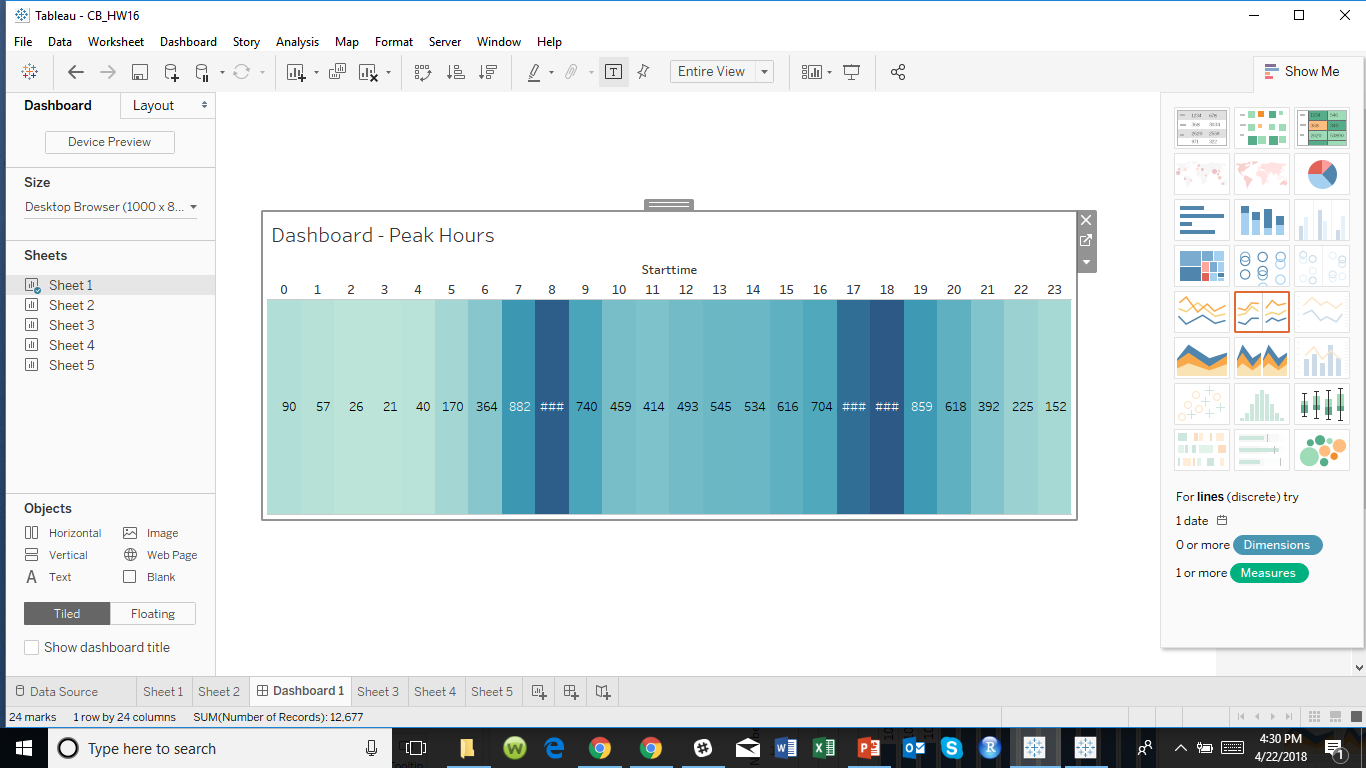 Tableau - CB_HW16
File Data Worksheet Dashboard Story Analysis Map Format Server Window Help
Entire View
Show Me
Dashboard Layout
Device Preview
Size
Desktop Browser (1000 x 8...
Sheets
Sheet 1
Sheet 2
Sheet 3
Sheet 4
Sheet 5
Objects
Horizontal Image
Vertical Web Page
A Text Blank
Tiled Floating
Show dashboard title
Dashboard - Peak Hours
Starttime
0 1 2 3 4 5 6 7 8 9 10 11 12 13 14 15 16 17 18 19 20 21 22 23
90 57 26 21 40 170 364 882 ### 740 459 414 493 545 534 616 704 ### ### 859 618 392 225 152
For lines (discrete) try
1 date
0 or more Dimensions
1 or more Measures
Data Source Sheet 1 Sheet 2 Dashboard 1 Sheet 3 Sheet 4 Sheet 5
24 marks 1 row by 24 columns SUM(Number of Records): 12,677
Type here to search
4:30 PM
4/22/2018